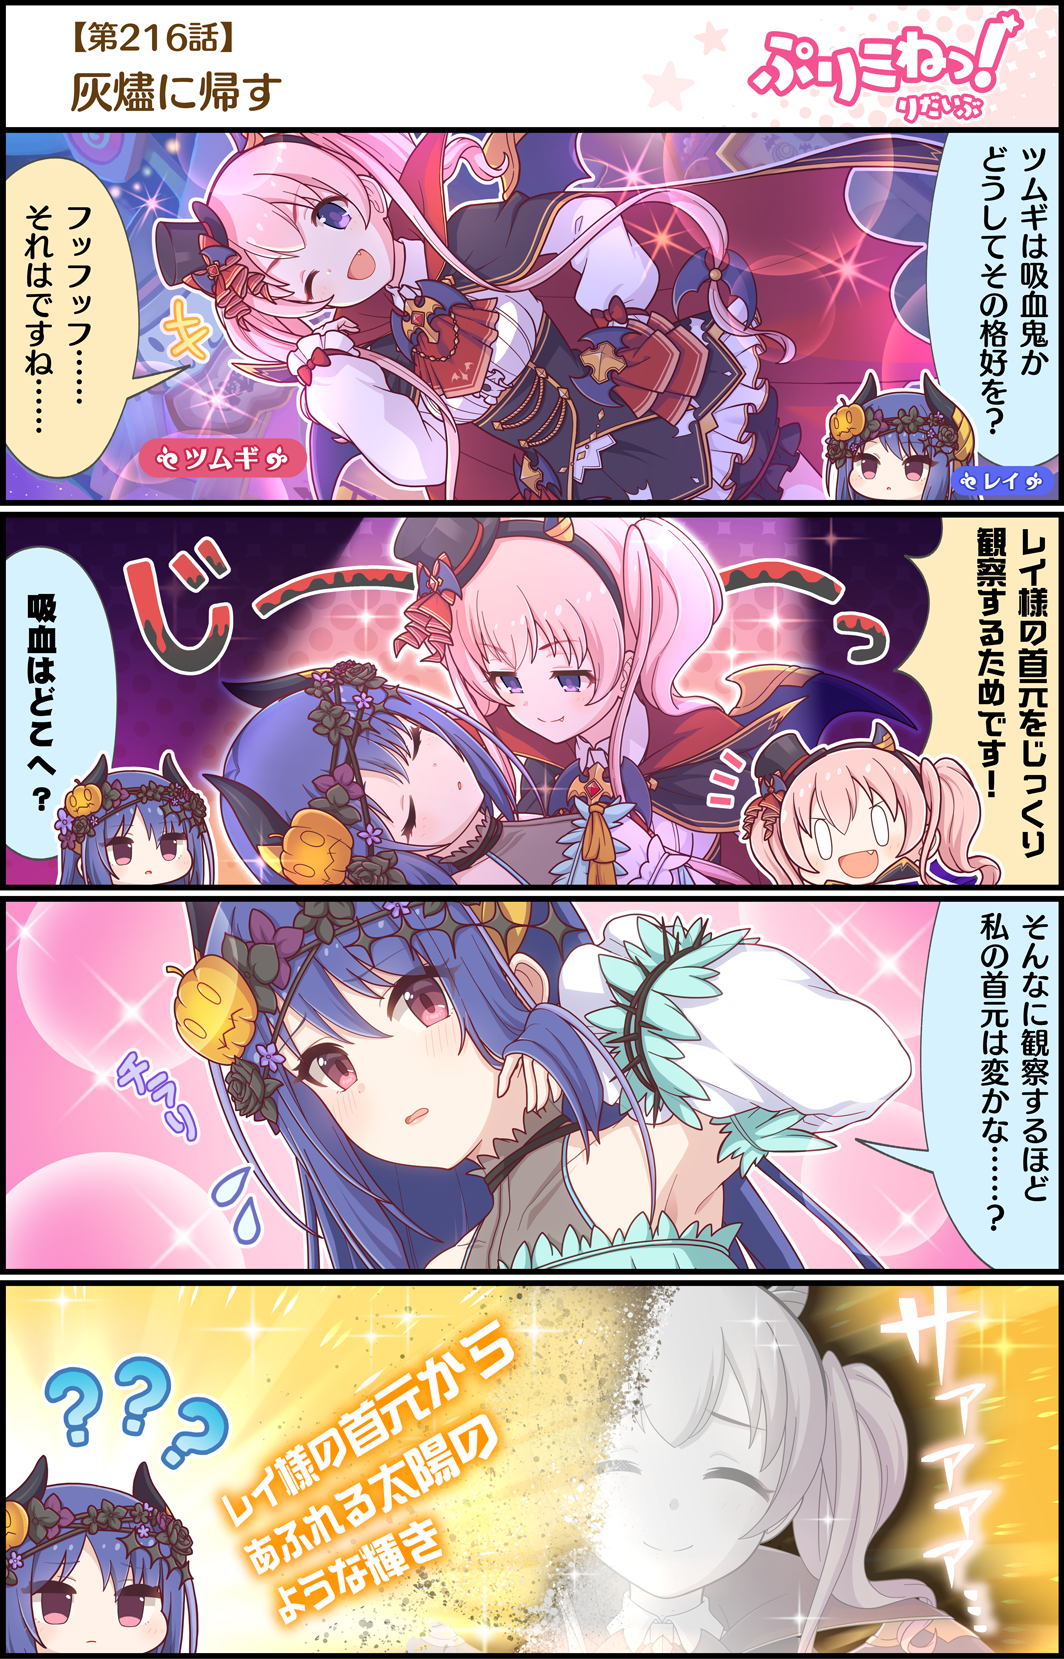 【第216話】
灰燼に帰す
ぷりこねっ!
りだいぶ
ツムギは吸血鬼か
どうしてその格好を?
レイ
フッフッフ……
それはですね……
ツムギ
レイ様の首元をじっくり
観察するためです!
じーーっ
吸血はどこへ?
そんなに観察するほど
私の首元は変かな……?
チラリ
サァァァァ…
レイ様の首元から
あふれる太陽の
ような輝き
???